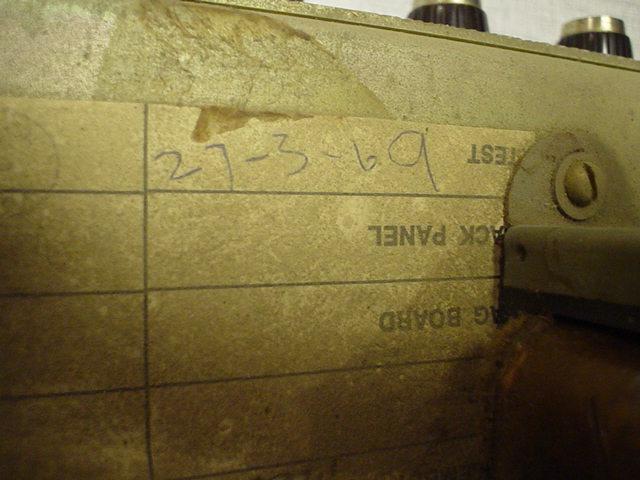 27-3-69 TEST
ACK PANEL
AG BOARD